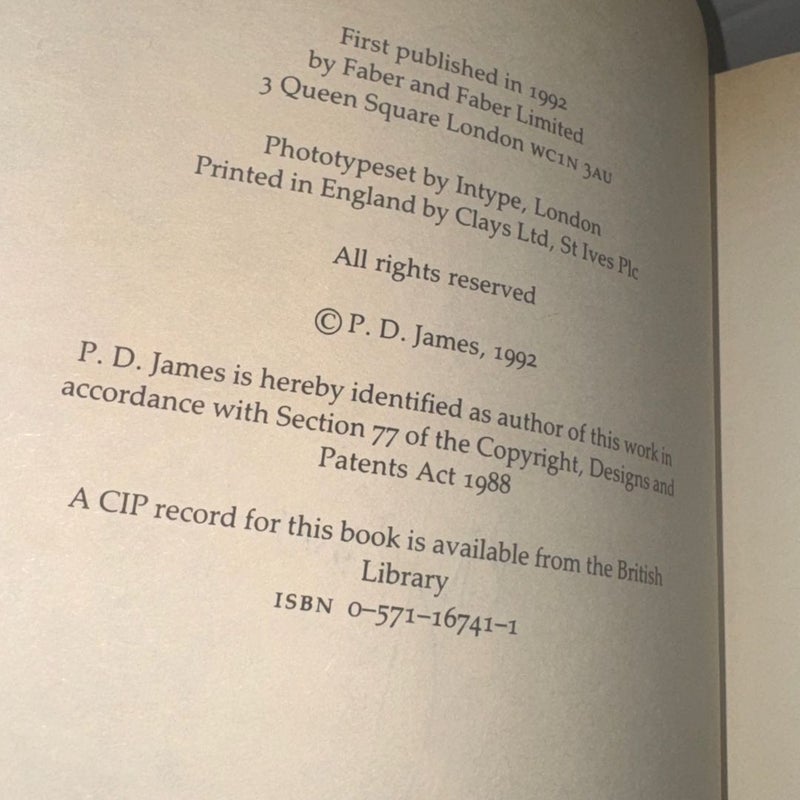 First published in 1992
by Faber and Faber Limited
3 Queen Square London WC1N 3AU
Phototypeset by Intype, London
Printed in England by Clays Ltd, St Ives Plc
All rights reserved
© P. D. James, 1992
P. D. James is hereby identified as author of this work in
accordance with Section 77 of the Copyright, Designs and
Patents Act 1988
A CIP record for this book is available from the British
Library
ISBN 0–571–16741–1